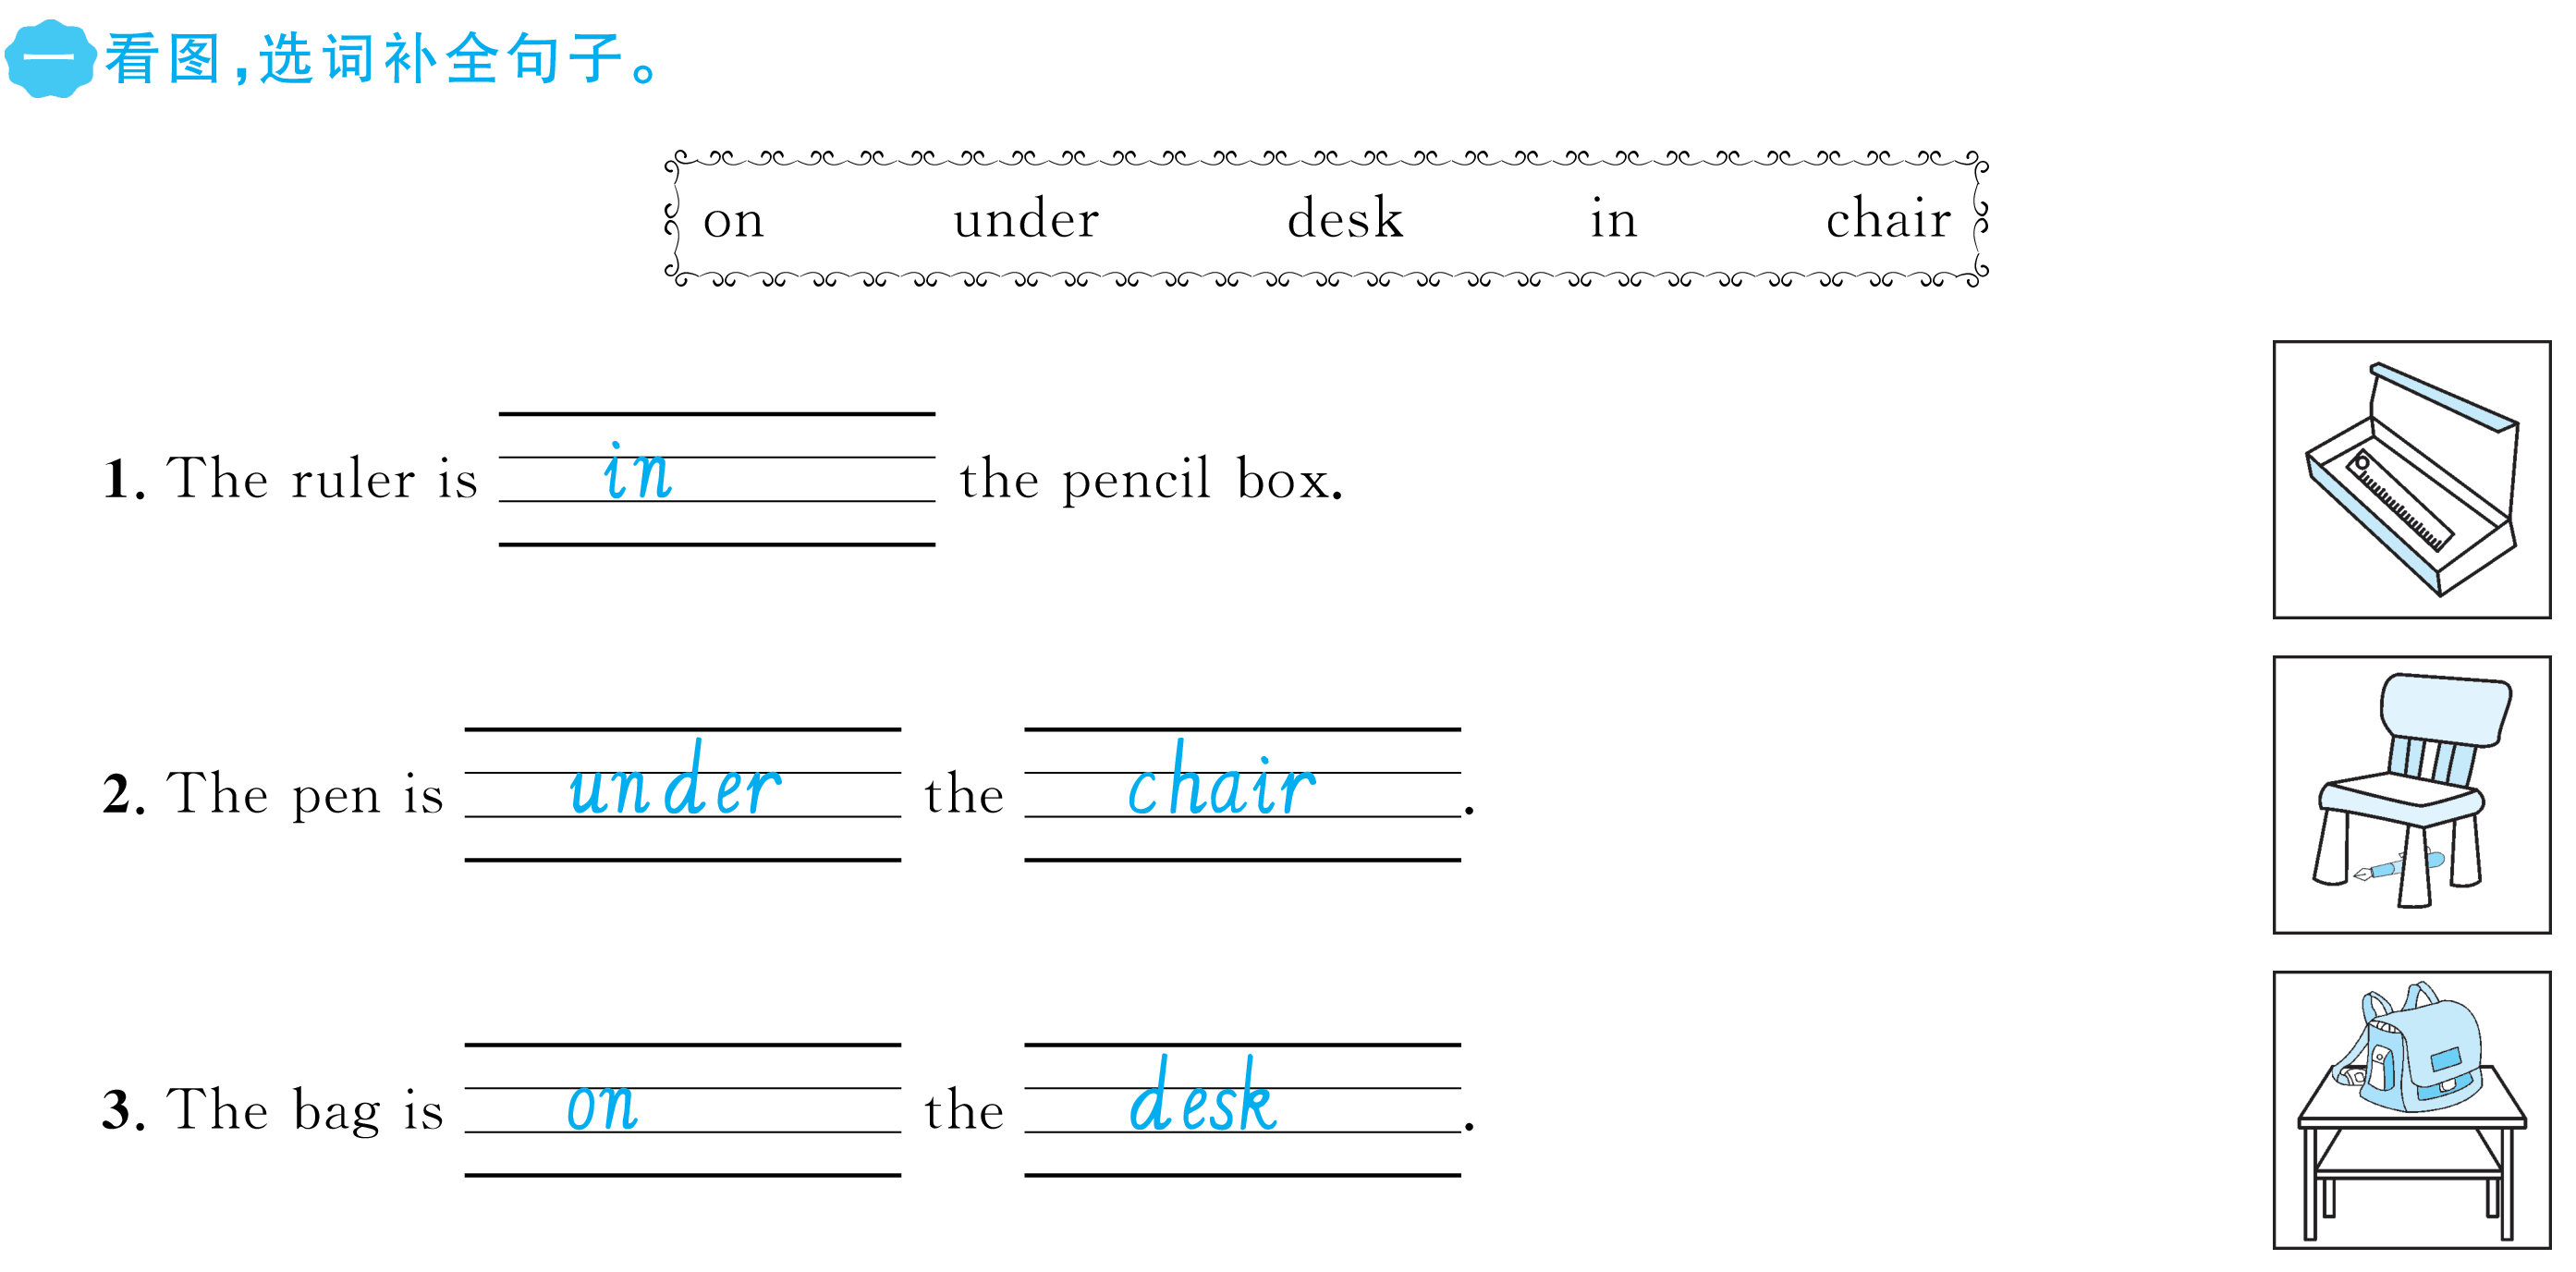 一 看图,选词补全句子。
on under desk in chair
1. The ruler is in the pencil box.
2. The pen is under the chair.
3. The bag is on the desk.